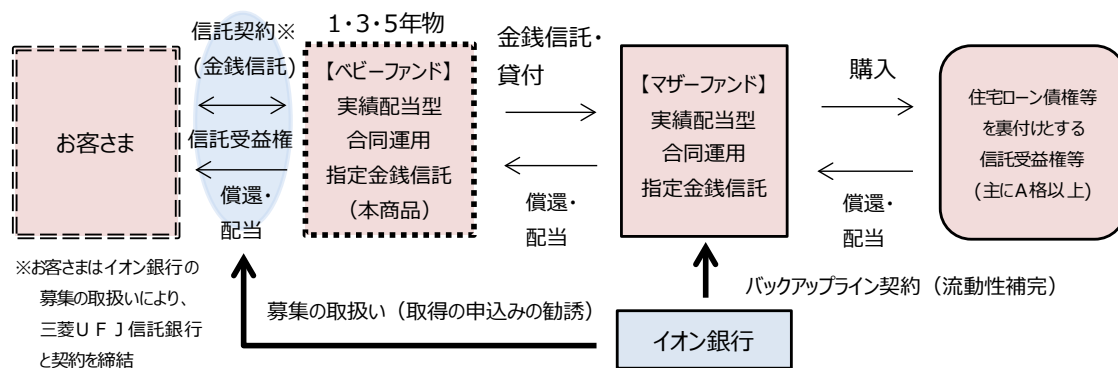 お客さま
信託契約※
(金銭信託)
信託受益権
償還・
配当
1・3・5年物
【ベビーファンド】
実績配当型
合同運用
指定金銭信託
(本商品)
金銭信託・
貸付
償還・
配当
【マザーファンド】
実績配当型
合同運用
指定金銭信託
購入
償還・
配当
住宅ローン債権等
を裏付けとする
信託受益権等
(主にA格以上)
※お客さまはイオン銀行の
募集の取扱いにより、
三菱UFJ信託銀行
と契約を締結
募集の取扱い（取得の申込みの勧誘）
バックアップライン契約（流動性補完）
イオン銀行